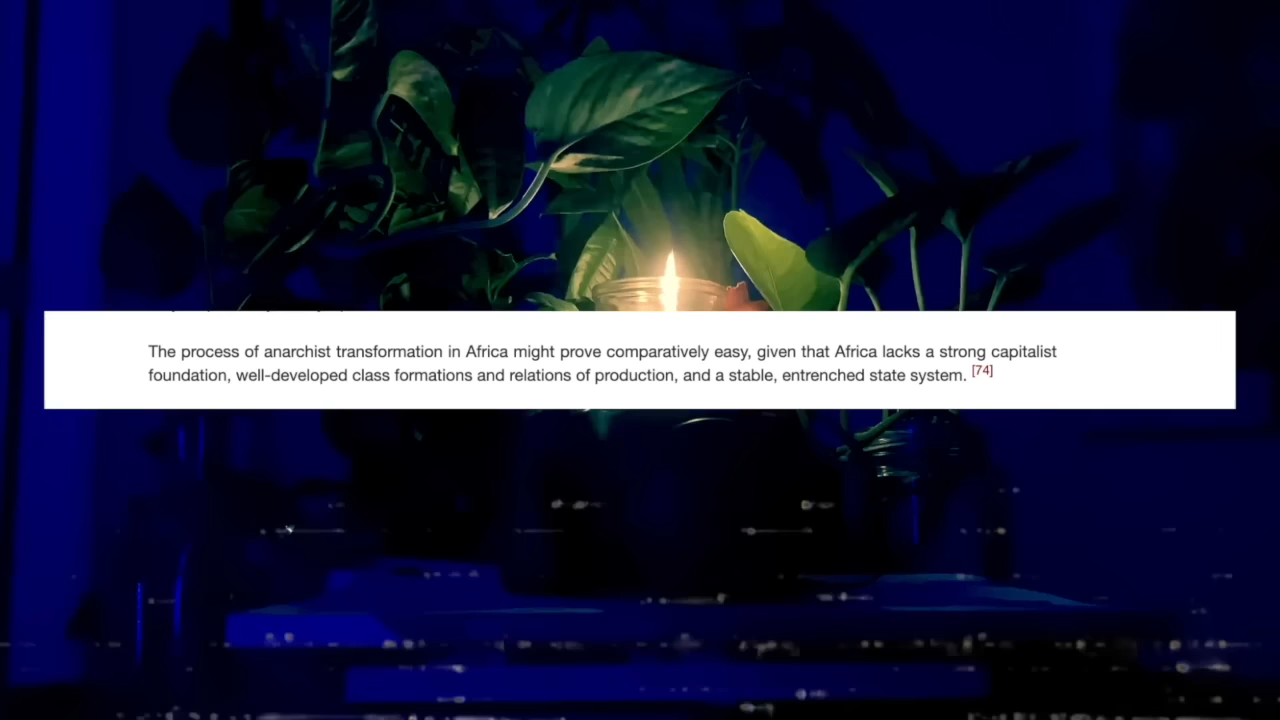 The process of anarchist transformation in Africa might prove comparatively easy, given that Africa lacks a strong capitalist
foundation, well-developed class formations and relations of production, and a stable, entrenched state system. [74]